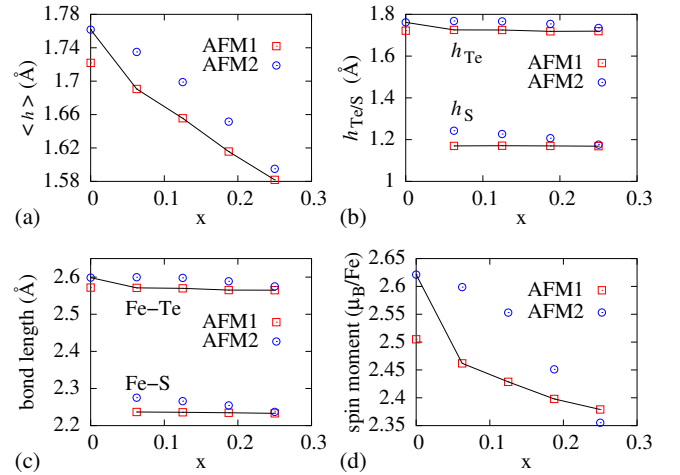 1.78
1.74
1.7
1.66
1.62
1.58
<h> (Å)
AFM1
AFM2
0 0.1 0.2 0.3
(a) x
1.8
1.6
1.4
1.2
1
h_Te/S (Å)
h_Te
AFM1
AFM2
h_S
0 0.1 0.2 0.3
(b) x
2.6
2.5
2.4
2.3
2.2
bond length (Å)
Fe−Te
AFM1
AFM2
Fe−S
0 0.1 0.2 0.3
(c) x
2.65
2.6
2.55
2.5
2.45
2.4
2.35
spin moment (μ_B/Fe)
AFM1
AFM2
0 0.1 0.2 0.3
(d) x